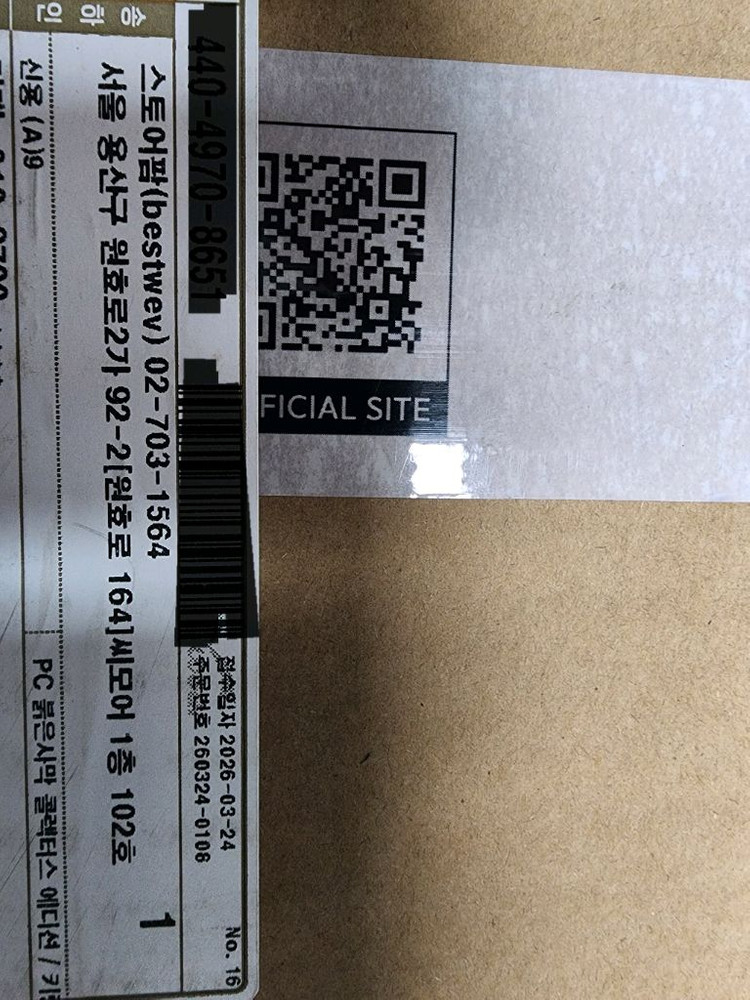 440-4970-8651
접수일자 2026-03-24
주문번호 260324-0108
No. 16
스토어팜(bestwev) 02-703-1564
서울 용산구 원효로2가 92-2[원효로 164]씨모어 1층 102호
1
송하인
신용 (A)9
PC 붉은사막 콜렉터스 에디션 / 키
FICIAL SITE